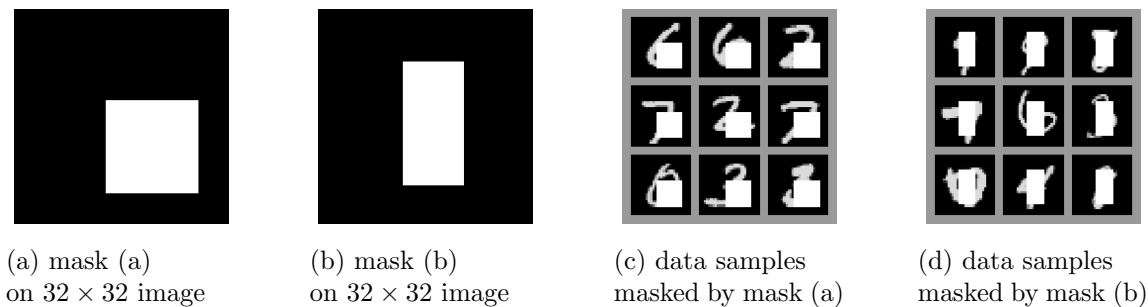 (a) mask (a)
on 32 × 32 image
(b) mask (b)
on 32 × 32 image
(c) data samples
masked by mask (a)
(d) data samples
masked by mask (b)